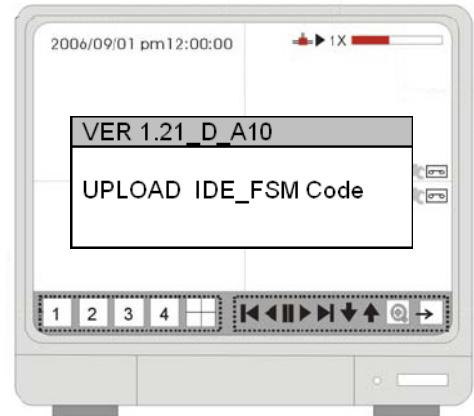 2006/09/01 pm12:00:00 1X
VER 1.21_D_A10
UPLOAD IDE_FSM Code
1 2 3 4